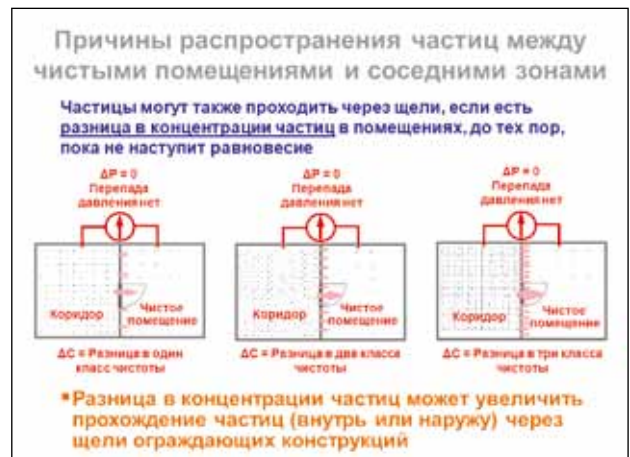 Причины распространения частиц между
чистыми помещениями и соседними зонами
Частицы могут также проходить через щели, если есть
разница в концентрации частиц в помещениях, до тех пор,
пока не наступит равновесие
ΔP = 0
Перепада
давления нет
Коридор
Чистое
помещение
ΔC = Разница в один
класс чистоты
ΔP = 0
Перепада
давления нет
Коридор
Чистое
помещение
ΔC = Разница в два класса
чистоты
ΔP = 0
Перепада
давления нет
Коридор
Чистое
помещение
ΔC = Разница в три класса
чистоты
▪Разница в концентрации частиц может увеличить
прохождение частиц (внутрь или наружу) через
щели ограждающих конструкций